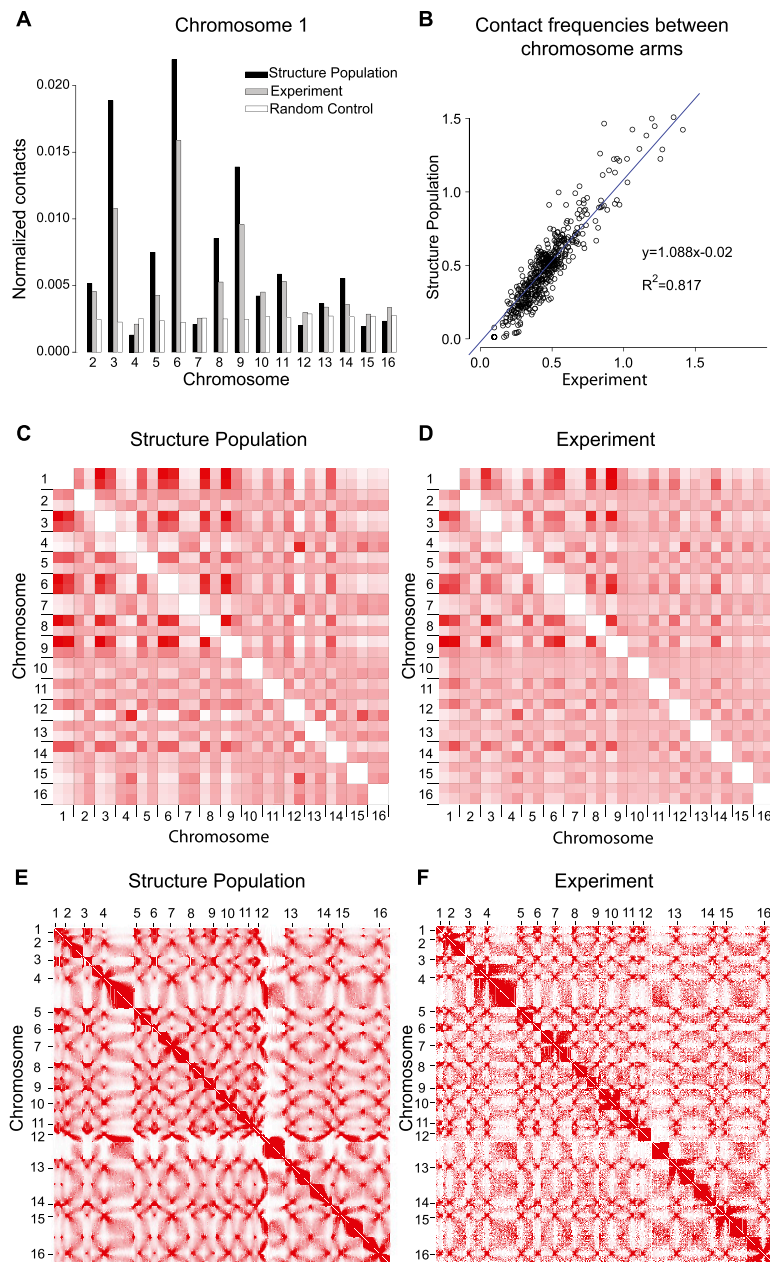 A
Chromosome 1
Normalized contacts
0.020
0.015
0.010
0.005
0.000
Structure Population
Experiment
Random Control
2 3 4 5 6 7 8 9 10 11 12 13 14 15 16
Chromosome
B
Contact frequencies between
chromosome arms
Structure Population
1.5
1.0
0.5
0.0
y=1.088x-0.02
R²=0.817
0.0 0.5 1.0 1.5
Experiment
C
Structure Population
Chromosome
1
2
3
4
5
6
7
8
9
10
11
12
13
14
15
16
1 2 3 4 5 6 7 8 9 10 11 12 13 14 15 16
Chromosome
D
Experiment
Chromosome
1
2
3
4
5
6
7
8
9
10
11
12
13
14
15
16
1 2 3 4 5 6 7 8 9 10 11 12 13 14 15 16
Chromosome
E
Structure Population
1 2 3 4 5 6 7 8 9 10 11 12 13 14 15 16
Chromosome
1
2
3
4
5
6
7
8
9
10
11
12
13
14
15
16
F
Experiment
1 2 3 4 5 6 7 8 9 10 11 12 13 14 15 16
Chromosome
1
2
3
4
5
6
7
8
9
10
11
12
13
14
15
16